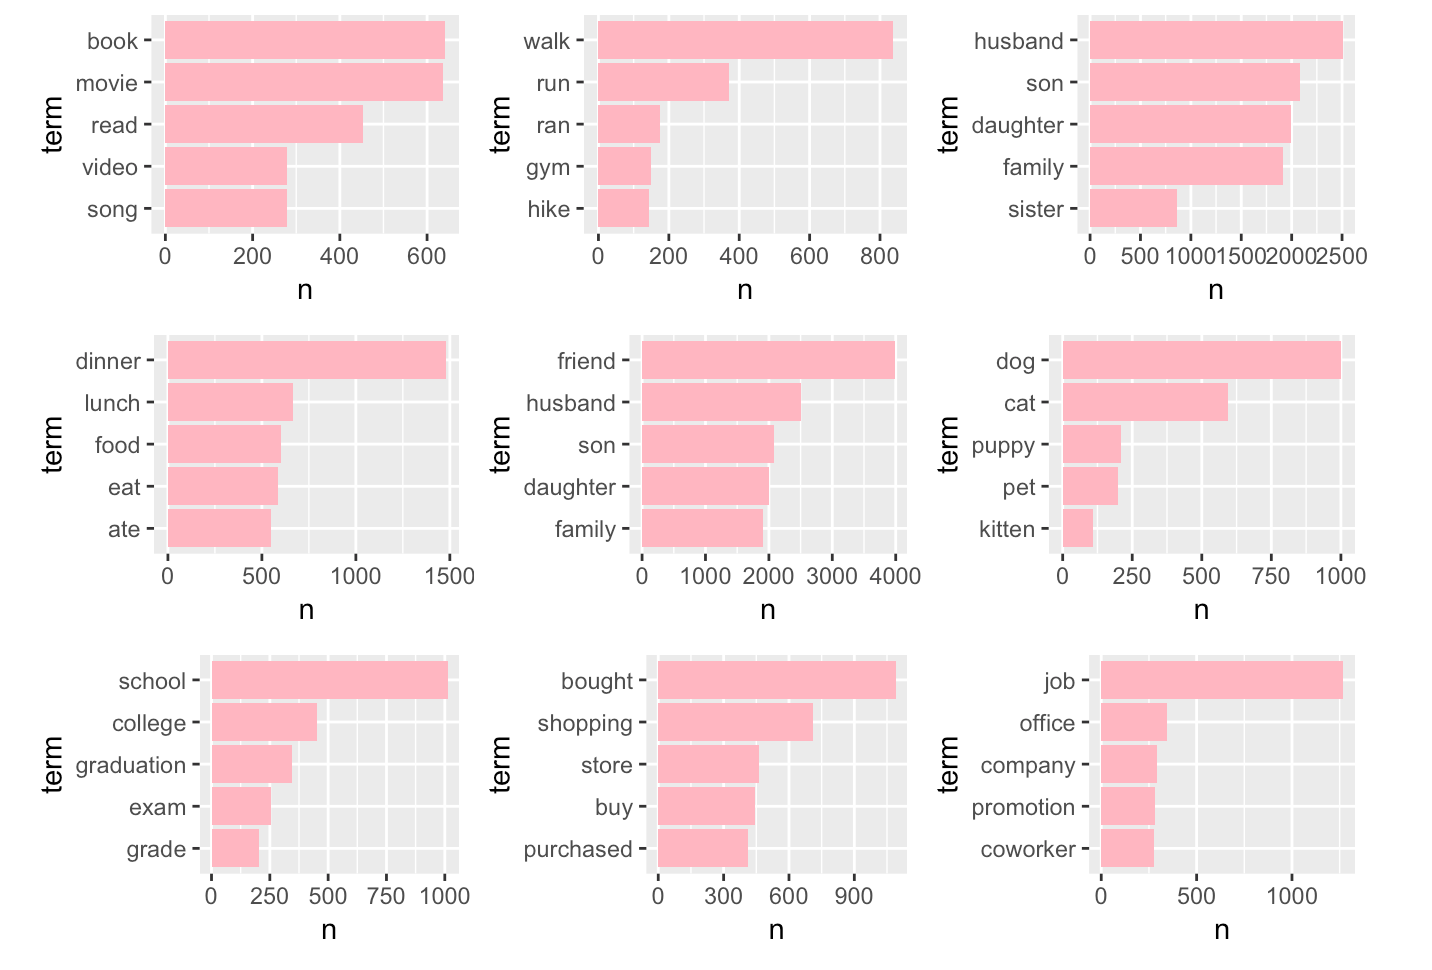 book
movie
read
video
song
term
0 200 400 600
n
walk
run
ran
gym
hike
term
0 200 400 600 800
n
husband
son
daughter
family
sister
term
0 500 1000 1500 2000 2500
n
dinner
lunch
food
eat
ate
term
0 500 1000 1500
n
friend
husband
son
daughter
family
term
0 1000 2000 3000 4000
n
dog
cat
puppy
pet
kitten
term
0 250 500 750 1000
n
school
college
graduation
exam
grade
term
0 250 500 750 1000
n
bought
shopping
store
buy
purchased
term
0 300 600 900
n
job
office
company
promotion
coworker
term
0 500 1000
n